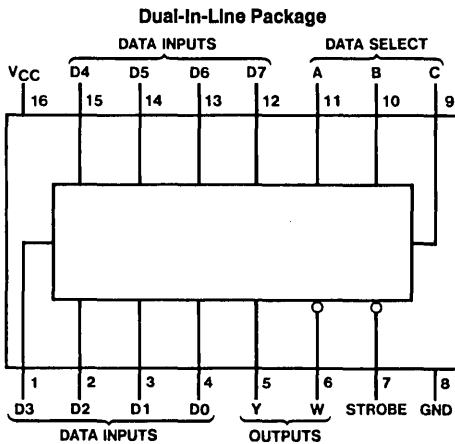 Dual-In-Line Package
DATA INPUTS DATA SELECT
VCC D4 D5 D6 D7 A B C
16 15 14 13 12 11 10 9
1 2 3 4 5 6 7 8
D3 D2 D1 D0 Y W STROBE GND
DATA INPUTS OUTPUTS